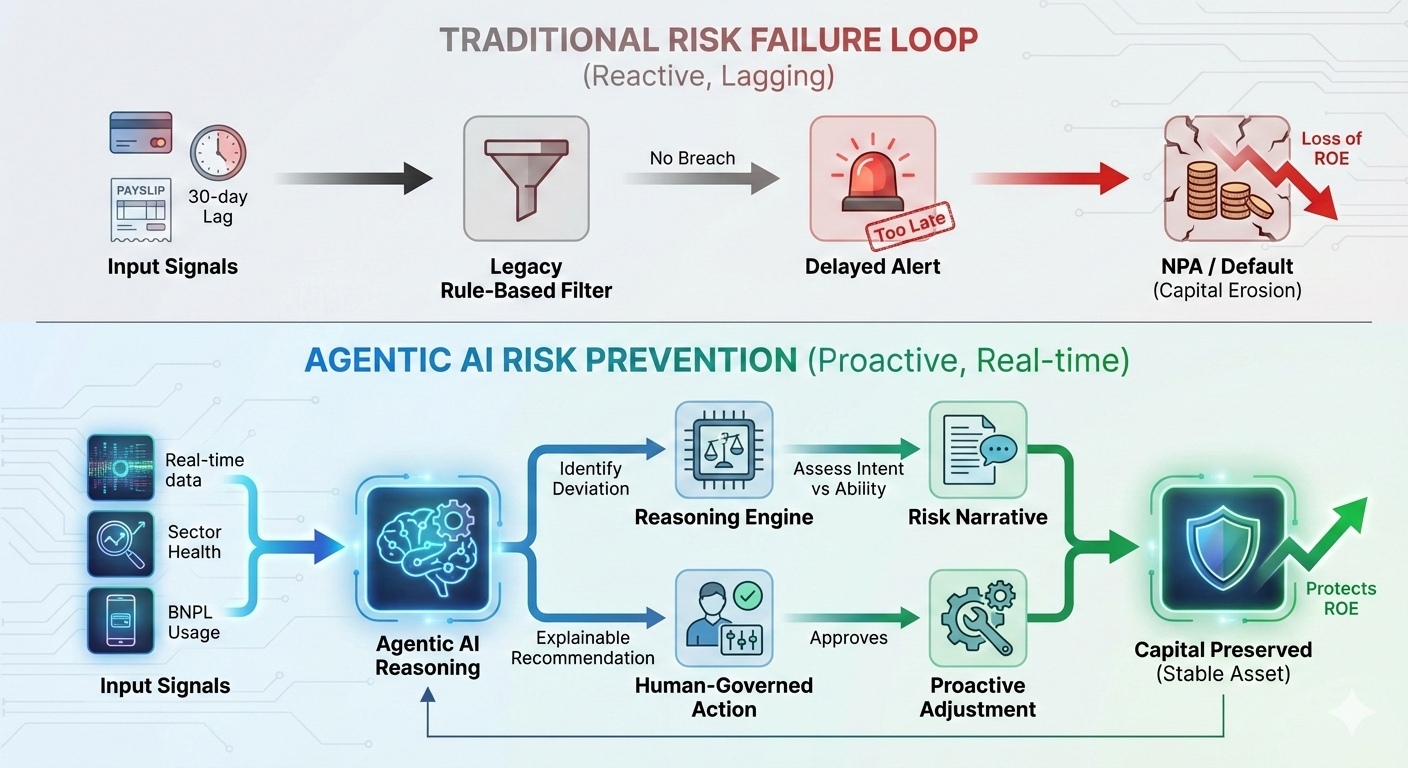 TRADITIONAL RISK FAILURE LOOP
(Reactive, Lagging)
PAYSLIP
30-day
Lag
Input Signals
Legacy
Rule-Based Filter
No Breach
Too Late
Delayed Alert
Loss of
ROE
NPA / Default
(Capital Erosion)
AGENTIC AI RISK PREVENTION (Proactive, Real-time)
Real-time
data
Sector
Health
BNPL
Usage
Input Signals
Agentic AI
Reasoning
Identify
Deviation
Reasoning Engine
Assess Intent
vs Ability
Risk Narrative
Explainable
Recommendation
Human-Governed
Action
Approves
Proactive
Adjustment
Protects
ROE
Capital Preserved
(Stable Asset)